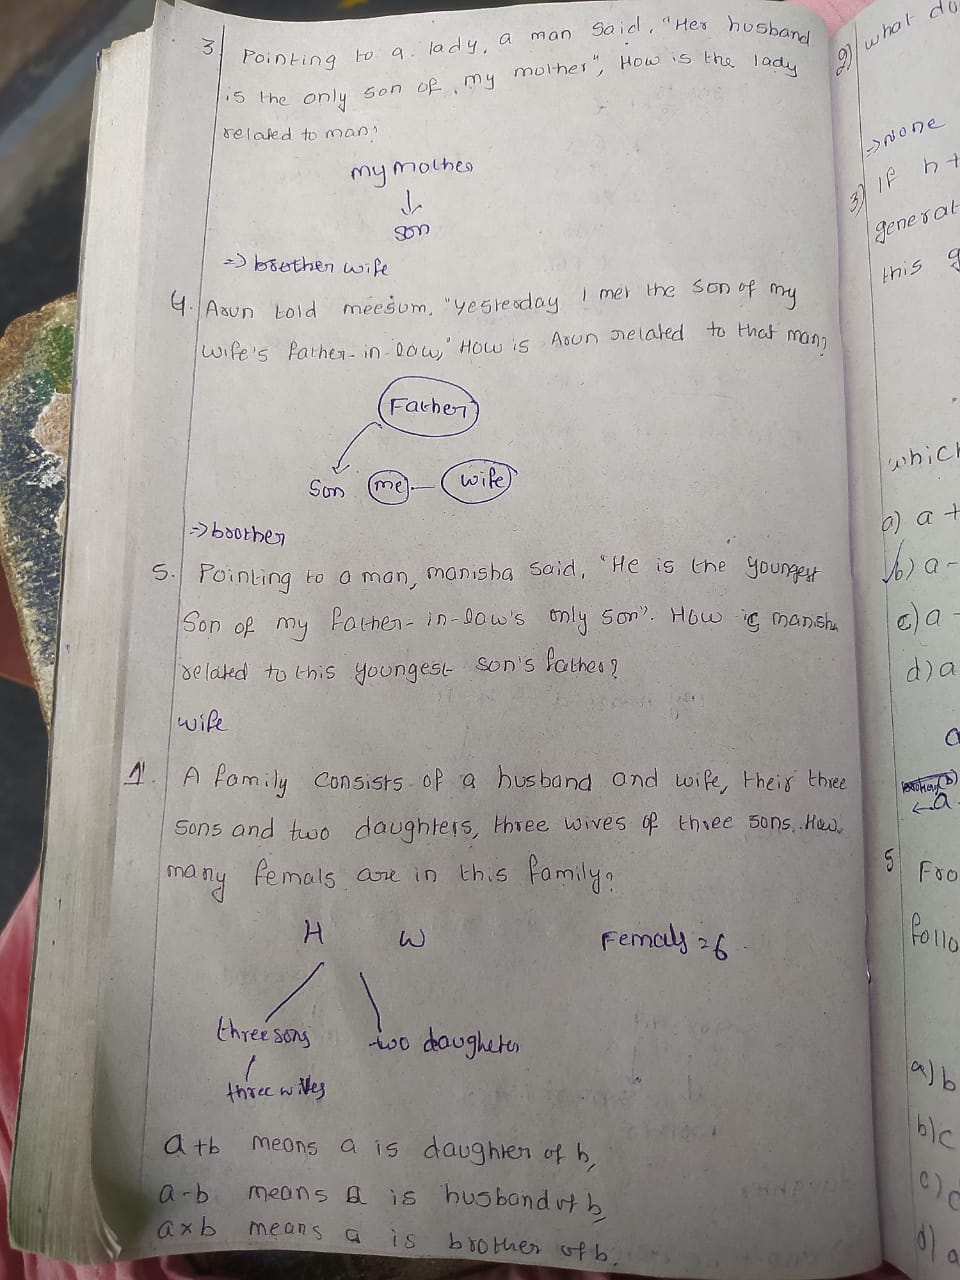 3 Pointing to a lady, a man said, "Her husband
is the only son of my mother", How is the lady
related to man?
my mother
↓
son
=> brother wife
4. Arun told meesum, "yesterday I met the son of my
wife's father-in-law," How is Arun related to that man?
Father
Son me — wife
=> brother
5. Pointing to a man, manisha said, "He is the youngest
Son of my father-in-law's only son". How is manisha
related to this youngest son's father?
wife
1. A family consists of a husband and wife, their three
sons and two daughters, three wives of three sons. How
many femals are in this family?
H W Femals = 6
three sons two daughters
three wives
a+b means a is daughter of b,
a-b means a is husband of b,
a×b means a is brother of b.
2) what do
=> None
3) If h+
general
this g
which
a) a+
b) a-
c) a-
d) a
a
(b)
←a
5 Fro
follo
a) b
b) c
c) c
d) a